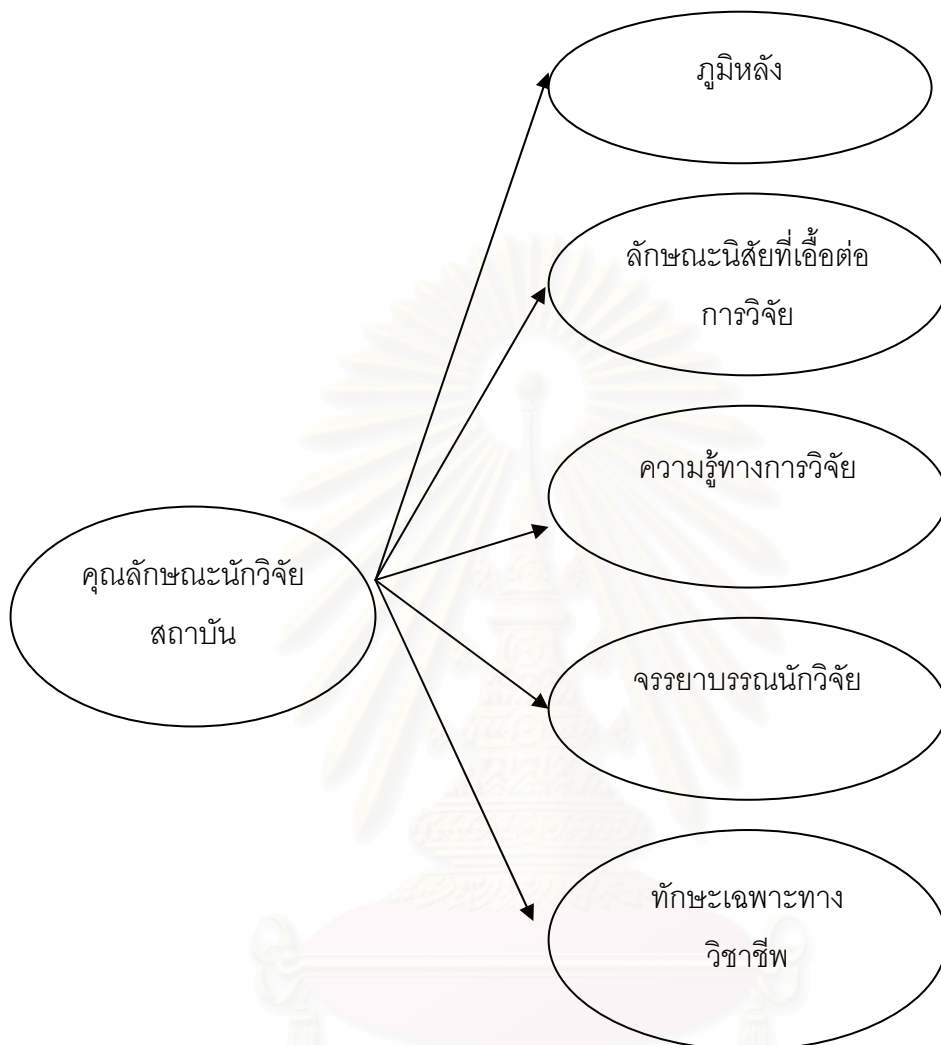 ภูมิหลัง
ลักษณะนิสัยที่เอื้อต่อ
การวิจัย
ความรู้ทางการวิจัย
คุณลักษณะนักวิจัย
สถาบัน
จรรยาบรรณนักวิจัย
ทักษะเฉพาะทาง
วิชาชีพ